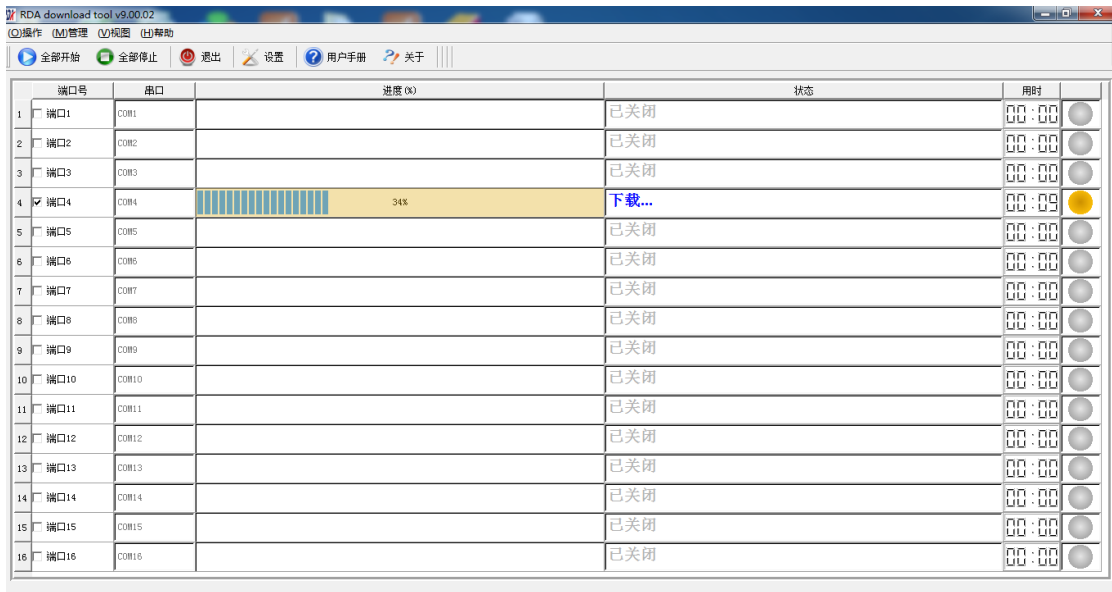 RDA download tool v9.00.02
(O)操作 (M)管理 (V)视图 (H)帮助
全部开始 全部停止 退出 设置 用户手册 关于
端口号 串口 进度(%) 状态 用时
1 端口1 COM1 已关闭 00:00
2 端口2 COM2 已关闭 00:00
3 端口3 COM3 已关闭 00:00
4 端口4 COM4 34% 下载... 00:09
5 端口5 COM5 已关闭 00:00
6 端口6 COM6 已关闭 00:00
7 端口7 COM7 已关闭 00:00
8 端口8 COM8 已关闭 00:00
9 端口9 COM9 已关闭 00:00
10 端口10 COM10 已关闭 00:00
11 端口11 COM11 已关闭 00:00
12 端口12 COM12 已关闭 00:00
13 端口13 COM13 已关闭 00:00
14 端口14 COM14 已关闭 00:00
15 端口15 COM15 已关闭 00:00
16 端口16 COM16 已关闭 00:00